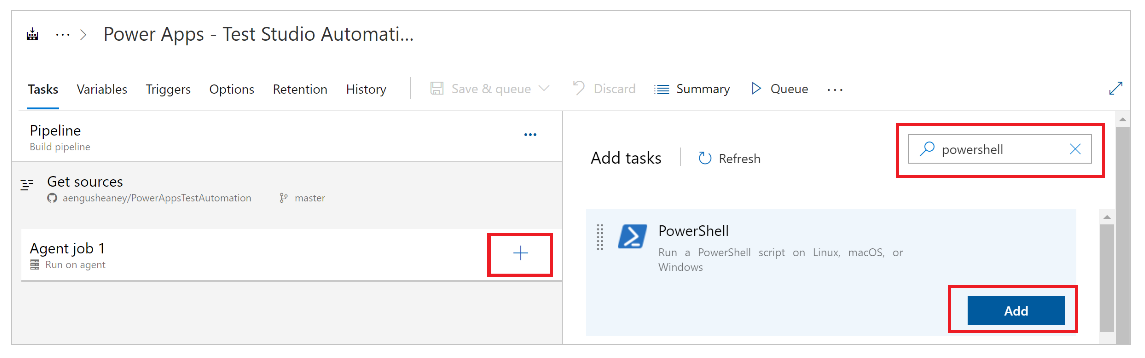 ... > Power Apps - Test Studio Automati...
Tasks Variables Triggers Options Retention History Save & queue Discard Summary Queue ...
Pipeline ...
Build pipeline
Get sources
aengusheaney/PowerAppsTestAutomation master
Agent job 1
Run on agent
Add tasks Refresh powershell
PowerShell
Run a PowerShell script on Linux, macOS, or
Windows
Add